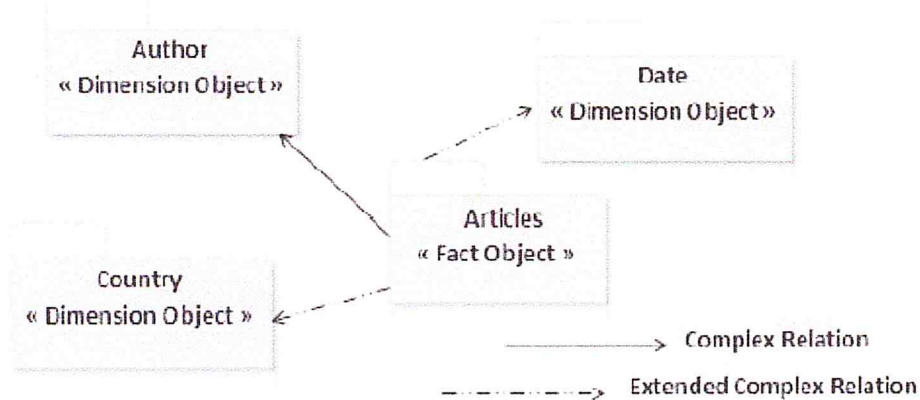 Author
« Dimension Object »
Date
« Dimension Object »
Articles
« Fact Object »
Country
« Dimension Object »
Complex Relation
Extended Complex Relation